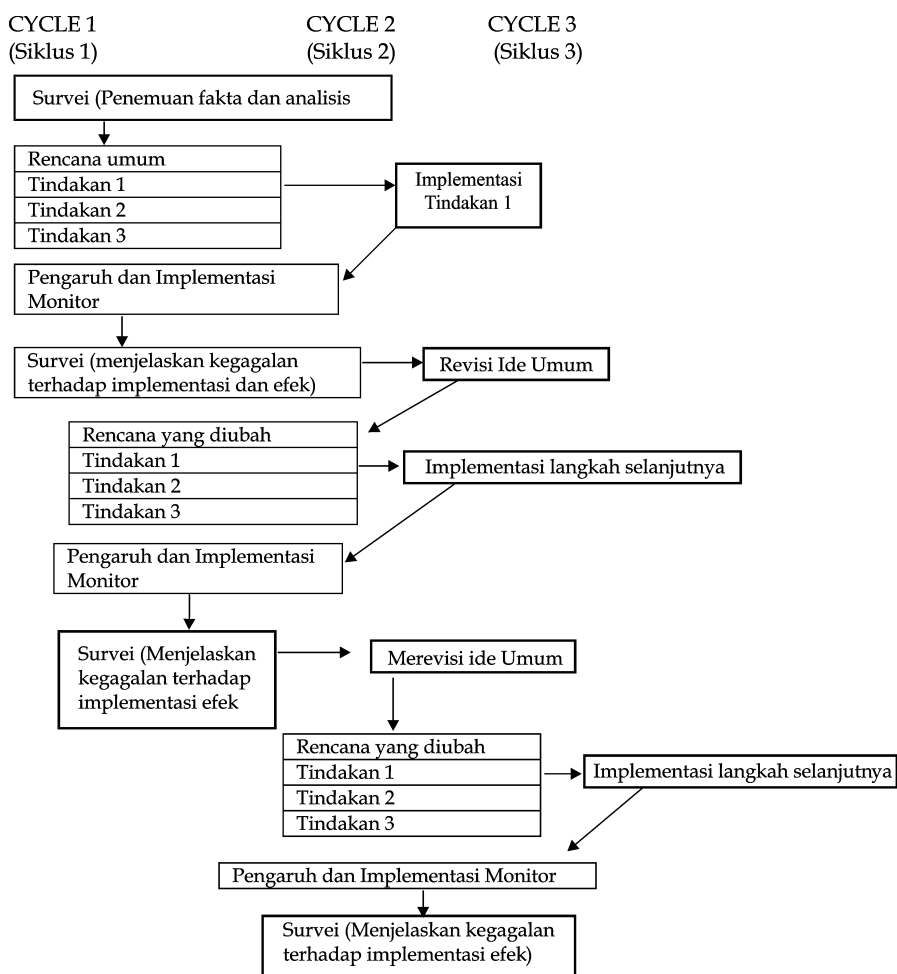 CYCLE 1
(Siklus 1)
CYCLE 2
(Siklus 2)
CYCLE 3
(Siklus 3)
Survei (Penemuan fakta dan analisis
Rencana umum
Tindakan 1
Tindakan 2
Tindakan 3
Implementasi
Tindakan 1
Pengaruh dan Implementasi
Monitor
Survei (menjelaskan kegagalan
terhadap implementasi dan efek)
Revisi Ide Umum
Rencana yang diubah
Tindakan 1
Tindakan 2
Tindakan 3
Implementasi langkah selanjutnya
Pengaruh dan Implementasi
Monitor
Survei (Menjelaskan
kegagalan terhadap
implementasi efek
Merevisi ide Umum
Rencana yang diubah
Tindakan 1
Tindakan 2
Tindakan 3
Implementasi langkah selanjutnya
Pengaruh dan Implementasi Monitor
Survei (Menjelaskan kegagalan
terhadap implementasi efek)